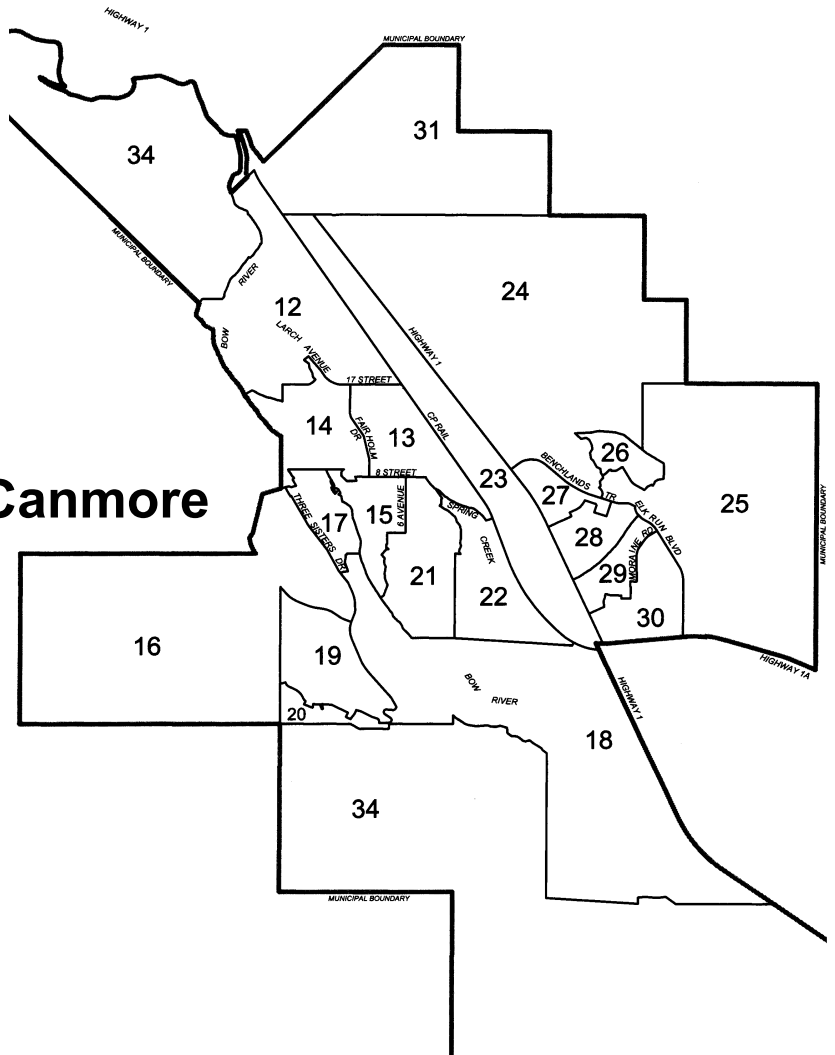 HIGHWAY 1
MUNICIPAL BOUNDARY
31
34
MUNICIPAL BOUNDARY
RIVER
24
12
BOW
LARCH AVENUE
HIGHWAY 1
17 STREET
14
FAIRHOLM DR
13
CP RAIL
26
BENCHLANDS TR
8 STREET
23
27
Canmore
THREE SISTERS DR
17
15
6 AVENUE
SPRING CREEK
28
ELK RUN BLVD
25
MUNICIPAL BOUNDARY
21
22
29
MORAINE RD
30
16
19
HIGHWAY 1A
BOW RIVER
HIGHWAY 1
20
18
34
MUNICIPAL BOUNDARY